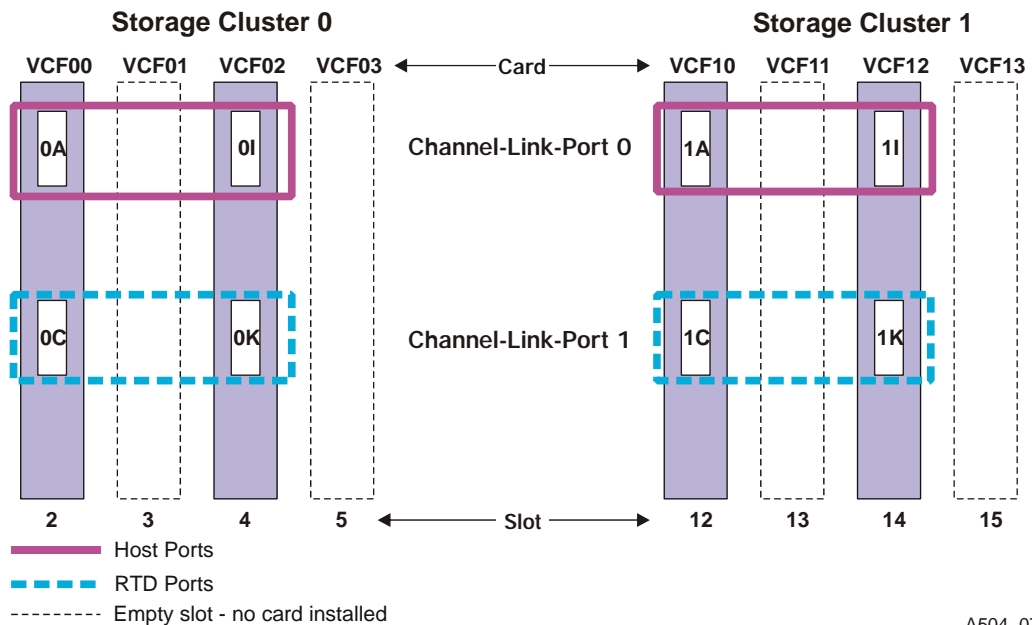 Storage Cluster 0 Storage Cluster 1
VCF00 VCF01 VCF02 VCF03 Card VCF10 VCF11 VCF12 VCF13
0A 0I Channel-Link-Port 0 1A 1I
0C 0K Channel-Link-Port 1 1C 1K
2 3 4 5 Slot 12 13 14 15
Host Ports
RTD Ports
Empty slot - no card installed